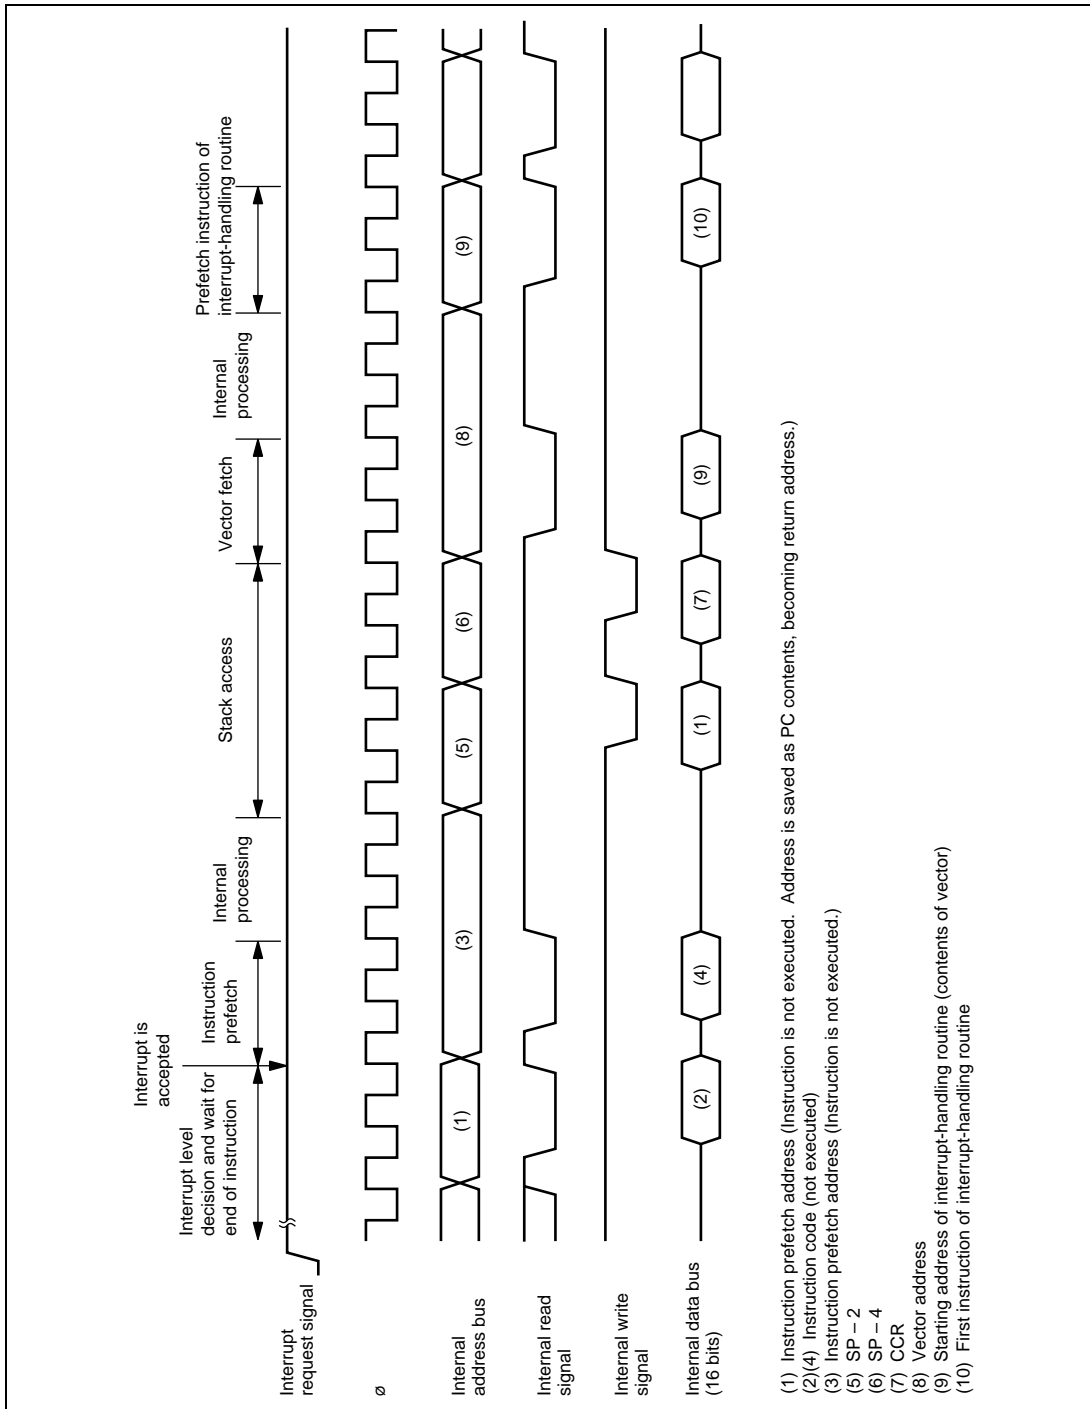 Interrupt is
accepted
Interrupt level
decision and wait for
end of instruction
Instruction
prefetch
Internal
processing
Stack access
Vector fetch
Internal
processing
Prefetch instruction of
interrupt-handling routine
Interrupt
request signal
ø
Internal
address bus
(1)
(3)
(5)
(6)
(8)
(9)
Internal read
signal
Internal write
signal
Internal data bus
(16 bits)
(2)
(4)
(1)
(7)
(9)
(10)
(1) Instruction prefetch address (Instruction is not executed. Address is saved as PC contents, becoming return address.)
(2)(4) Instruction code (not executed)
(3) Instruction prefetch address (Instruction is not executed.)
(5) SP – 2
(6) SP – 4
(7) CCR
(8) Vector address
(9) Starting address of interrupt-handling routine (contents of vector)
(10) First instruction of interrupt-handling routine